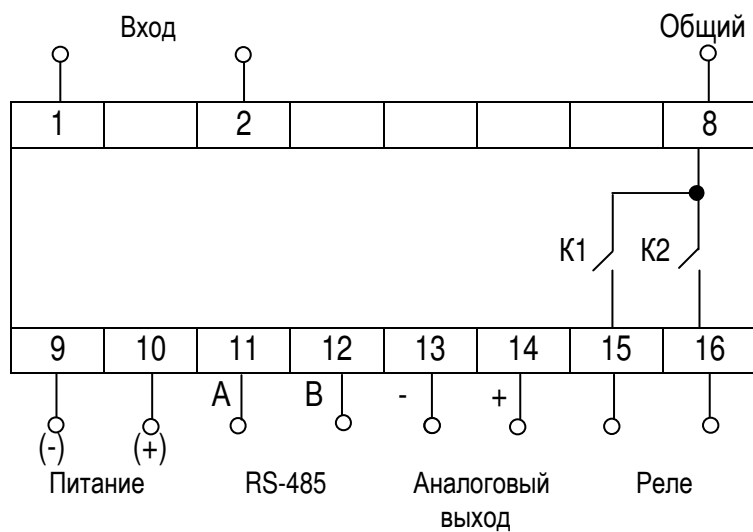 Вход Общий
1 2 8
К1 К2
9 10 11 12 13 14 15 16
А В - +
(-) (+)
Питание RS-485 Аналоговый Реле
выход